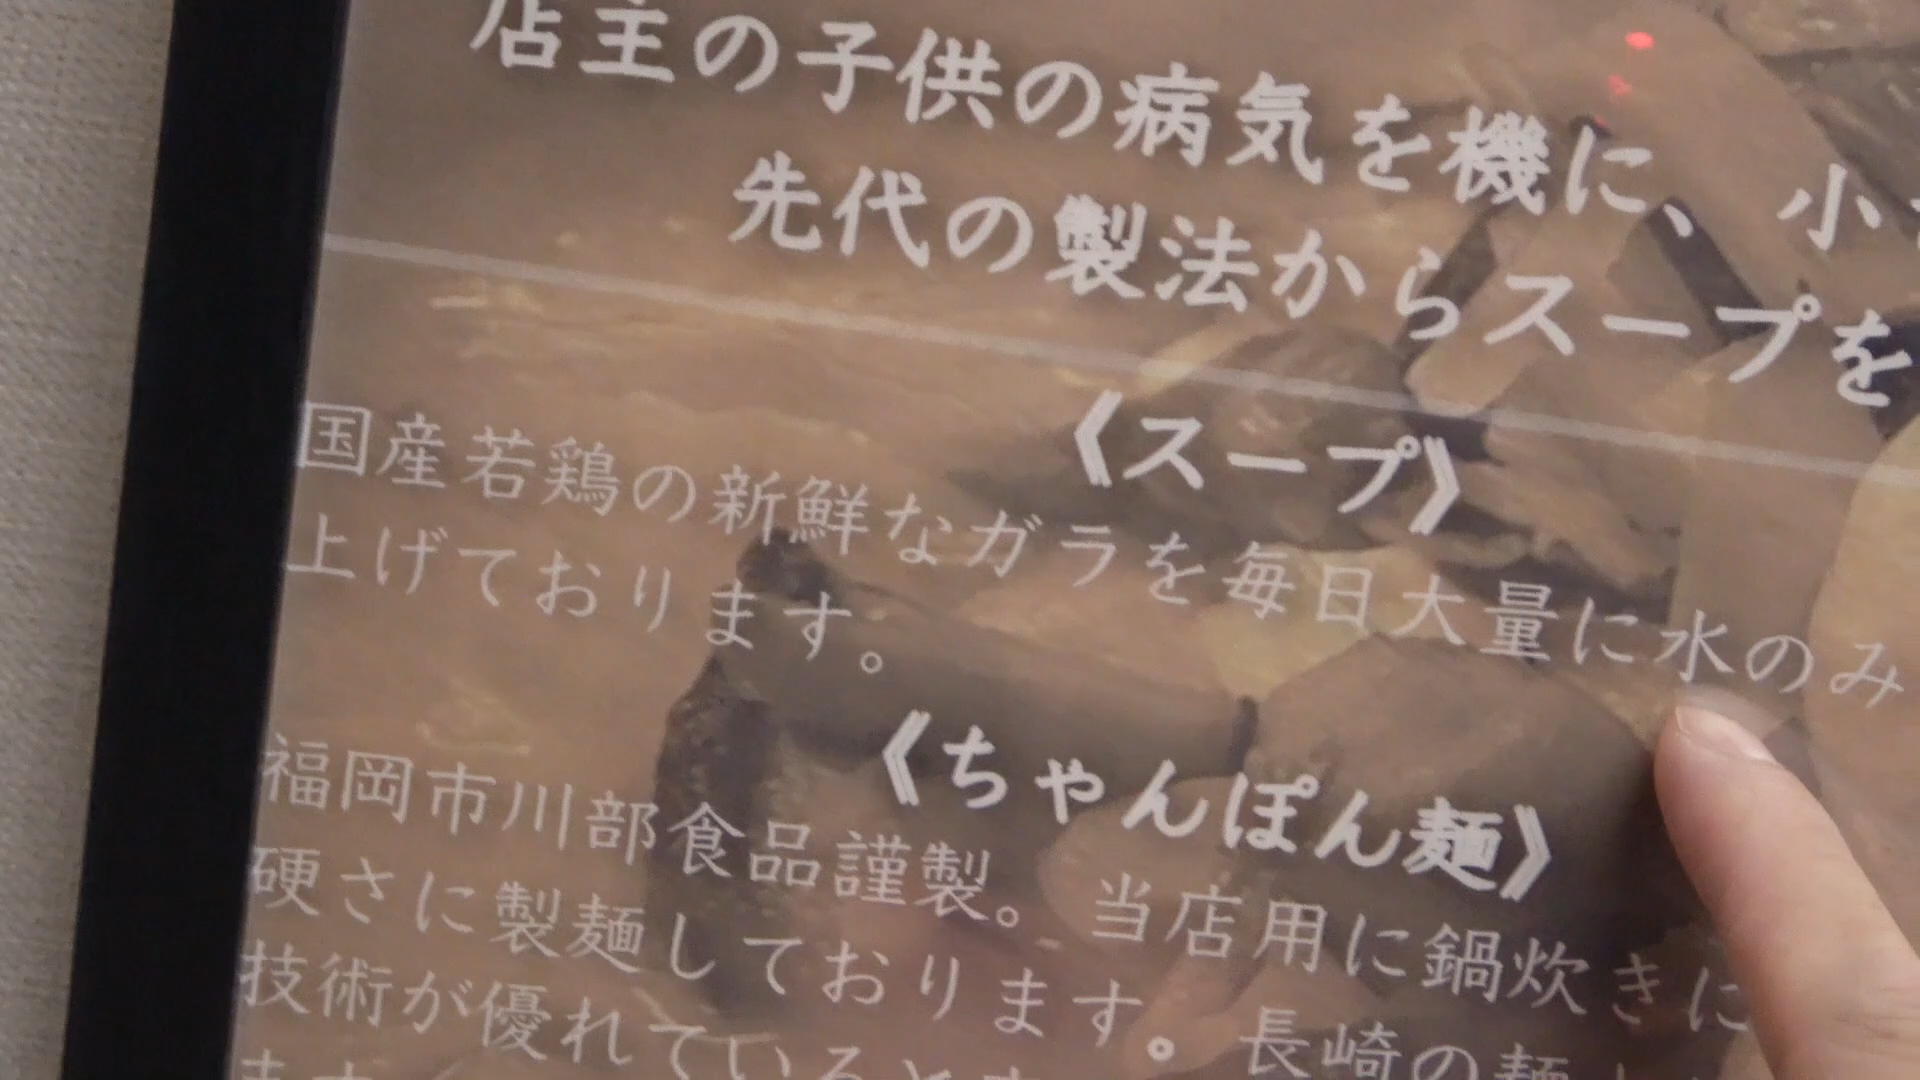 店主の子供の病気を機に、小
先代の製法からスープを
《スープ》
国産若鶏の新鮮なガラを毎日大量に水のみ
上げております。
《ちゃんぽん麺》
福岡市川部食品謹製。当店用に鍋炊きに
硬さに製麺しております。長崎の麺
技術が優れていると
ます